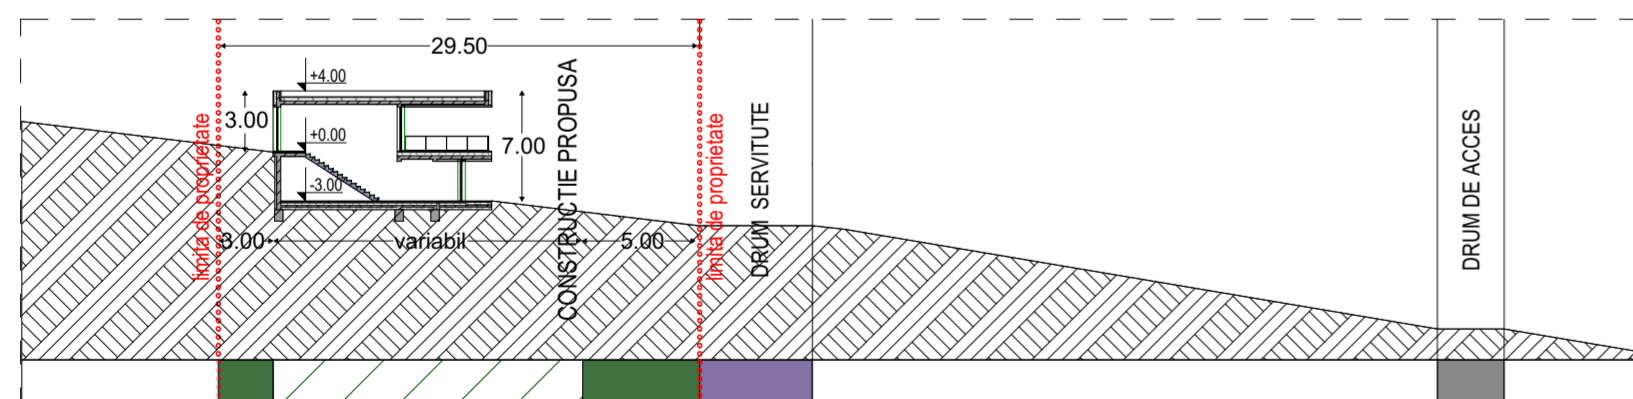 29.50
+4.00
3.00
+0.00
7.00
-3.00
3.00
variabil
5.00
limita de proprietate
CONSTRUCTIE PROPUSA
limita de proprietate
DRUM SERVITUTE
DRUM DE ACCES